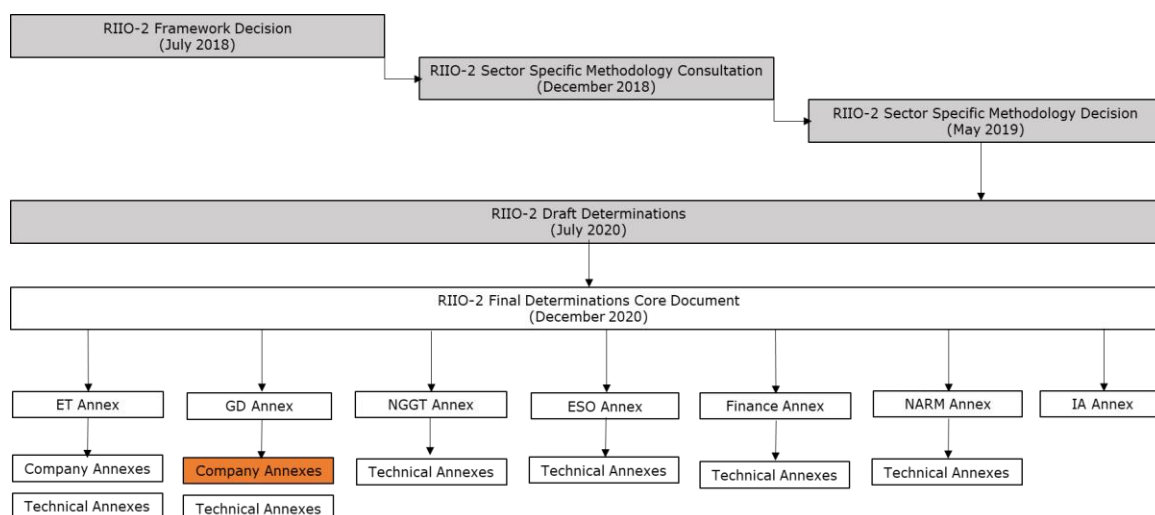 RIIO-2 Framework Decision
(July 2018)
RIIO-2 Sector Specific Methodology Consultation
(December 2018)
RIIO-2 Sector Specific Methodology Decision
(May 2019)
RIIO-2 Draft Determinations
(July 2020)
RIIO-2 Final Determinations Core Document
(December 2020)
ET Annex
GD Annex
NGGT Annex
ESO Annex
Finance Annex
NARM Annex
IA Annex
Company Annexes
Company Annexes
Technical Annexes
Technical Annexes
Technical Annexes
Technical Annexes
Technical Annexes
Technical Annexes